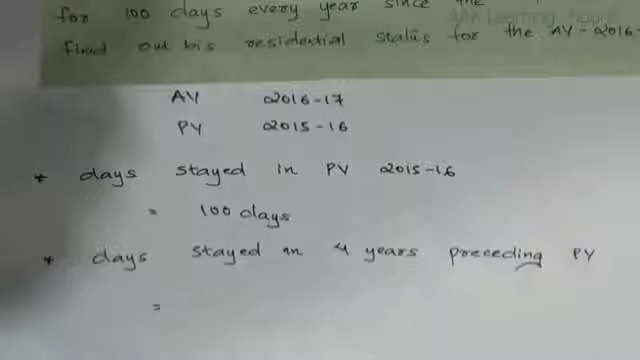 for 100 days every year since the
Find out his residential status for the AY - 2016-
AY 2016-17
PY 2015-16
* days stayed in PY 2015-16
= 100 days
* days stayed in 4 years preceding PY
=